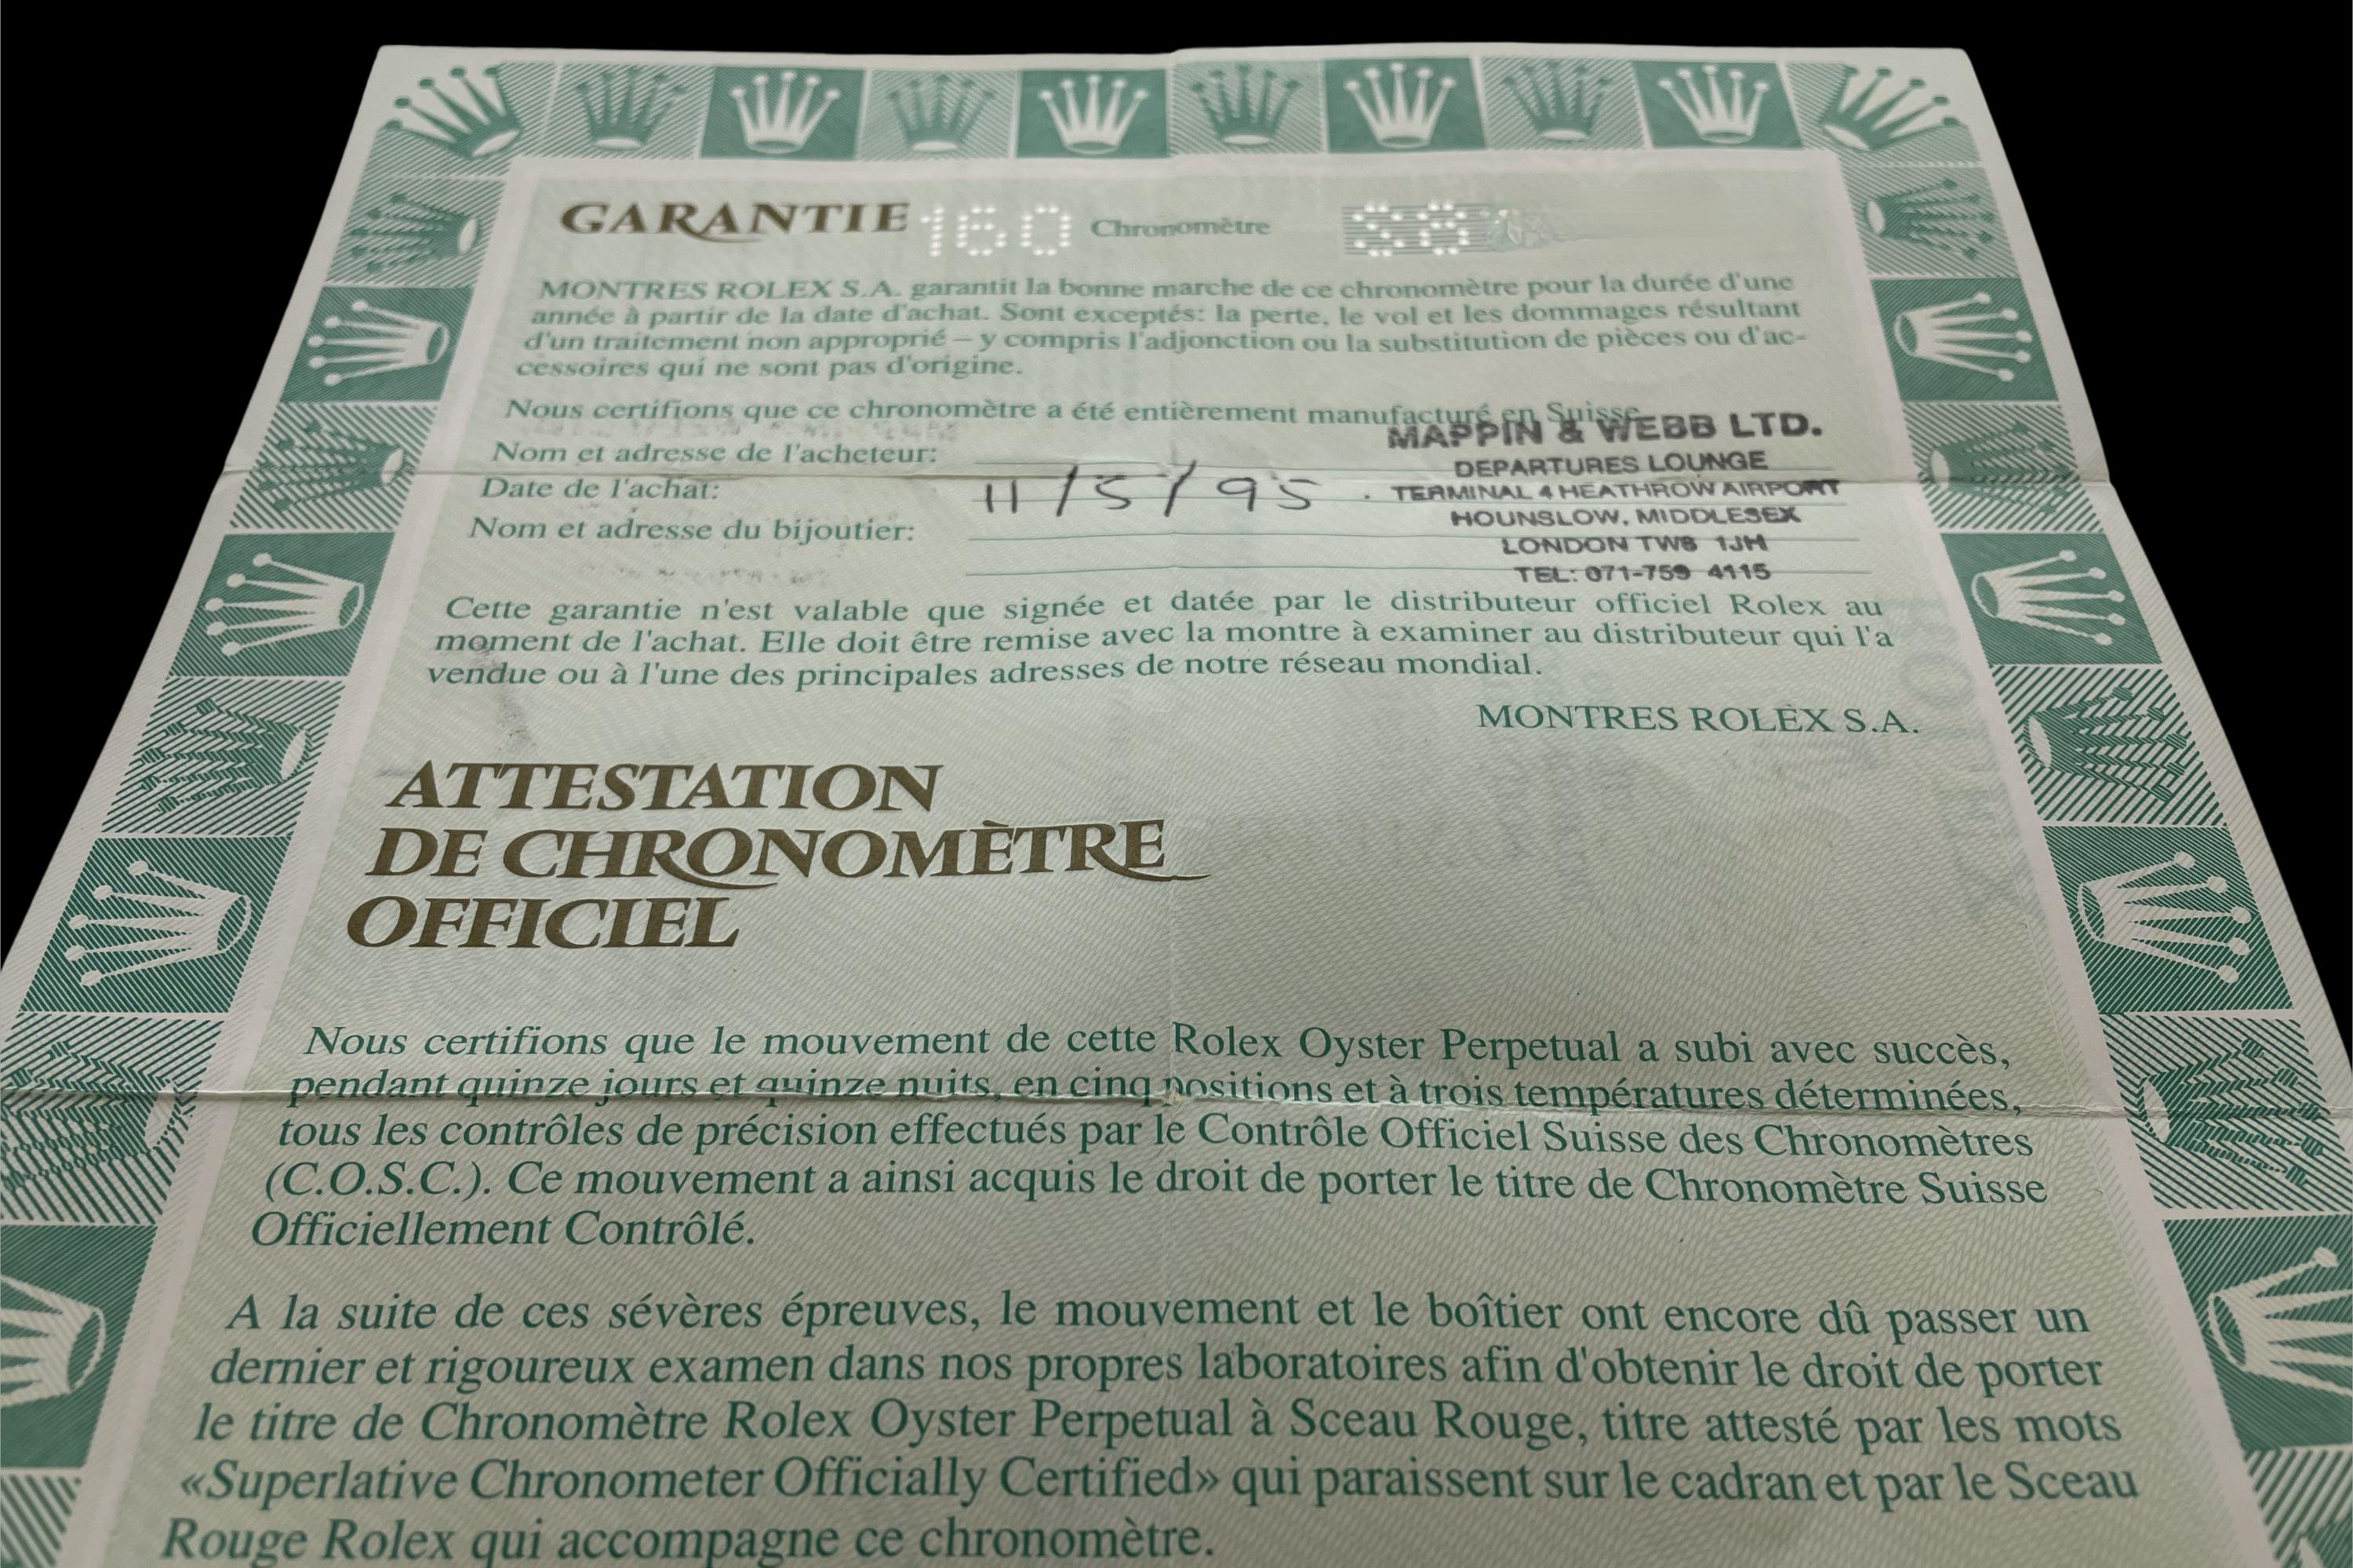 GARANTIE 160 Chronomètre S8
MONTRES ROLEX S.A. garantit la bonne marche de ce chronomètre pour la durée d'une
année à partir de la date d'achat. Sont exceptés: la perte, le vol et les dommages résultant
d'un traitement non approprié – y compris l'adjonction ou la substitution de pièces ou d'ac-
cessoires qui ne sont pas d'origine.
Nous certifions que ce chronomètre a été entièrement manufacturé en Suisse
MAPPIN & WEBB LTD.
Nom et adresse de l'acheteur:
DEPARTURES LOUNGE
Date de l'achat: 11/5/95
TERMINAL 4 HEATHROW AIRPORT
HOUNSLOW, MIDDLESEX
Nom et adresse du bijoutier:
LONDON TW6 1JH
TEL: 071-759 4115
Cette garantie n'est valable que signée et datée par le distributeur officiel Rolex au
moment de l'achat. Elle doit être remise avec la montre à examiner au distributeur qui l'a
vendue ou à l'une des principales adresses de notre réseau mondial.
MONTRES ROLEX S.A.
ATTESTATION
DE CHRONOMÈTRE
OFFICIEL
Nous certifions que le mouvement de cette Rolex Oyster Perpetual a subi avec succès,
pendant quinze jours et quinze nuits, en cinq positions et à trois températures déterminées,
tous les contrôles de précision effectués par le Contrôle Officiel Suisse des Chronomètres
(C.O.S.C.). Ce mouvement a ainsi acquis le droit de porter le titre de Chronomètre Suisse
Officiellement Contrôlé.
A la suite de ces sévères épreuves, le mouvement et le boîtier ont encore dû passer un
dernier et rigoureux examen dans nos propres laboratoires afin d'obtenir le droit de porter
le titre de Chronomètre Rolex Oyster Perpetual à Sceau Rouge, titre attesté par les mots
«Superlative Chronometer Officially Certified» qui paraissent sur le cadran et par le Sceau
Rouge Rolex qui accompagne ce chronomètre.